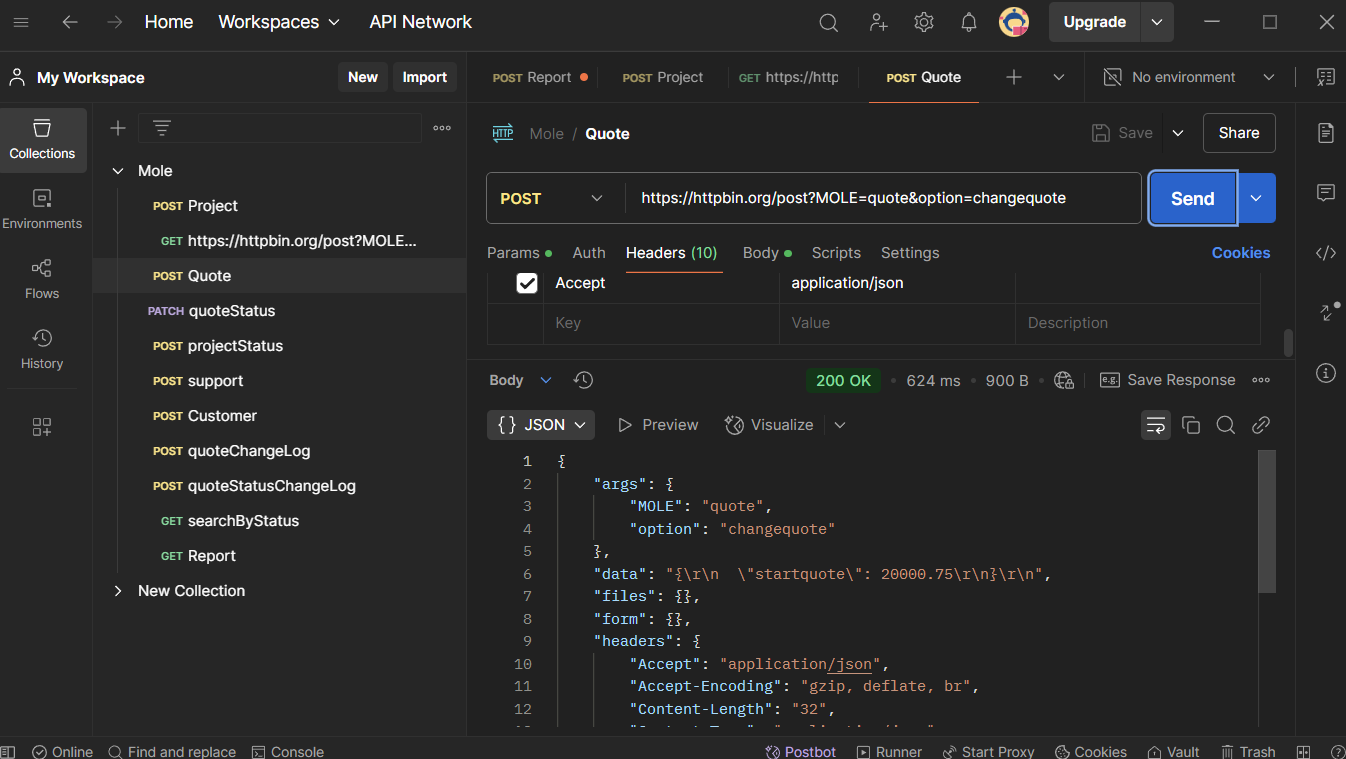 Home Workspaces API Network Upgrade
My Workspace New Import
POST Report POST Project GET https://http POST Quote No environment
Collections
Environments
Flows
History
Mole
POST Project
GET https://httpbin.org/post?MOLE...
POST Quote
PATCH quoteStatus
POST projectStatus
POST support
POST Customer
POST quoteChangeLog
POST quoteStatusChangeLog
GET searchByStatus
GET Report
New Collection
HTTP Mole / Quote Save Share
POST https://httpbin.org/post?MOLE=quote&option=changequote Send
Params Auth Headers (10) Body Scripts Settings Cookies
Accept application/json
Key Value Description
Body 200 OK 624 ms 900 B e.g. Save Response
{} JSON Preview Visualize
1 {
2 "args": {
3 "MOLE": "quote",
4 "option": "changequote"
5 },
6 "data": "{\r\n  \"startquote\": 20000.75\r\n}\r\n",
7 "files": {},
8 "form": {},
9 "headers": {
10 "Accept": "application/json",
11 "Accept-Encoding": "gzip, deflate, br",
12 "Content-Length": "32",
Online Find and replace Console Postbot Runner Start Proxy Cookies Vault Trash